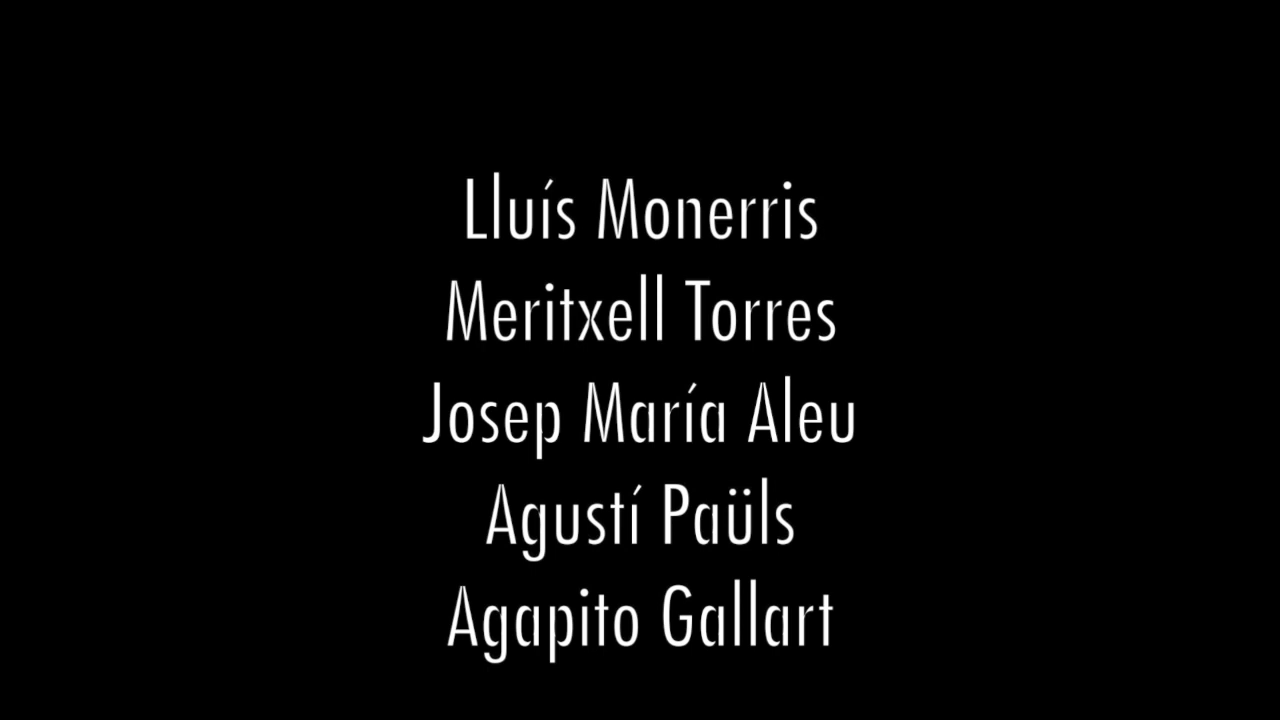 Lluís Monerris
Meritxell Torres
Josep María Aleu
Agustí Paüls
Agapito Gallart